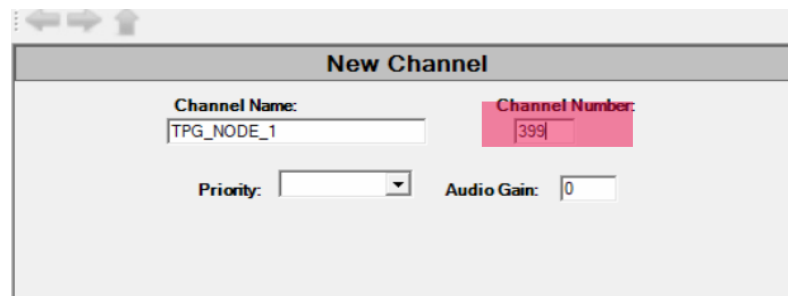 New Channel
Channel Name: Channel Number:
TPG_NODE_1 399
Priority: Audio Gain: 0